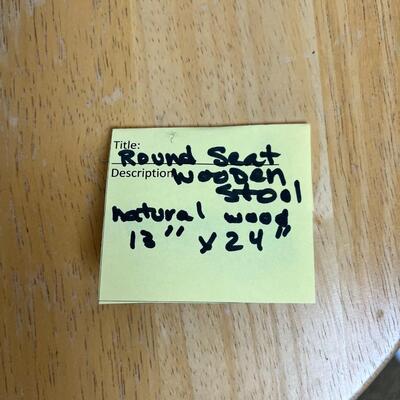 Title:
Round Seat
Description: Wooden
Stool
natural wood
13" x 24"